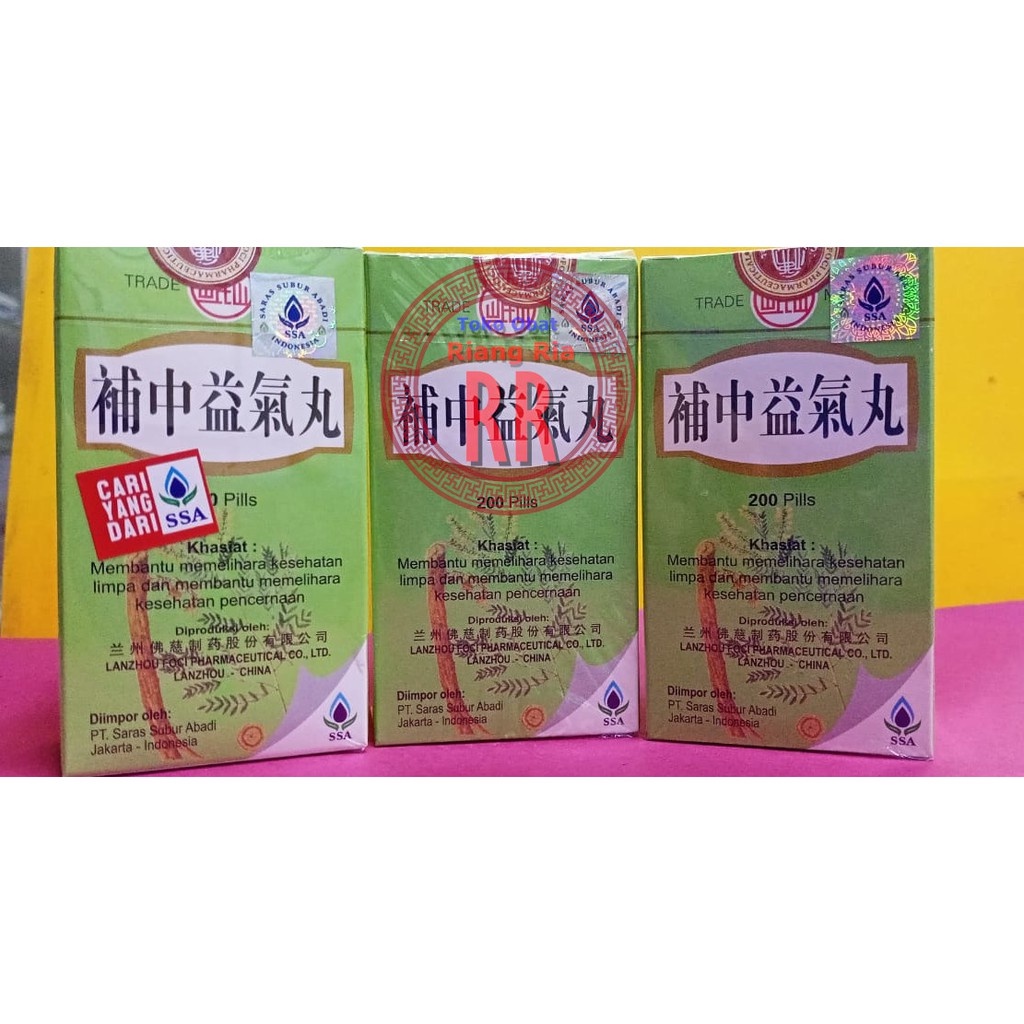 TRADE
SARAS SUBUR ABADI
SSA
INDONESIA
補中益氣丸
CARI
YANG
DARI
SSA
Pills
Khasiat :
Membantu memelihara kesehatan
limpa dan membantu memelihara
kesehatan pencernaan
Diproduksi oleh:
兰州佛慈制药股份有限公司
LANZHOU FOCI PHARMACEUTICAL CO., LTD.
LANZHOU - CHINA
Diimpor oleh:
PT. Saras Subur Abadi
Jakarta - Indonesia
SSA
TRADE
SSA
Toko Obat
Riang Ria
RR
補中益氣丸
200 Pills
Khasiat :
Membantu memelihara kesehatan
limpa dan membantu memelihara
kesehatan pencernaan
Diproduksi oleh:
兰州佛慈制药股份有限公司
LANZHOU FOCI PHARMACEUTICAL CO., LTD.
LANZHOU - CHINA
Diimpor oleh:
PT. Saras Subur Abadi
Jakarta - Indonesia
SSA
TRADE
SARAS SUBUR ABADI
SSA
INDONESIA
補中益氣丸
200 Pills
Khasiat :
Membantu memelihara kesehatan
limpa dan membantu memelihara
kesehatan pencernaan
Diproduksi oleh:
兰州佛慈制药股份有限公司
LANZHOU FOCI PHARMACEUTICAL CO., LTD.
LANZHOU - CHINA
Diimpor oleh:
PT. Saras Subur Abadi
Jakarta - Indonesia
SSA